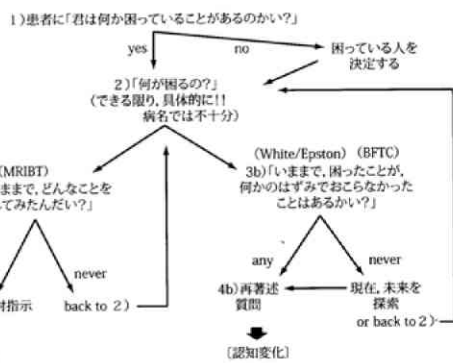 1)患者に「君は何か困っていることがあるのかい?」
yes
no
困っている人を
決定する
2)「何が困るの?」
(できる限り,具体的に!!
病名では不十分)
(MRIBT)
ままで,どんなことを
てみたんだい?」
(White/Epston) (BFTC)
3b)「いままで,困ったことが,
何かのはずみでおこらなかった
ことはあるかい?」
never
any
never
対指示
back to 2)
4b)再著述
質問
現在,未来を
探索
or back to 2)
〔認知変化〕